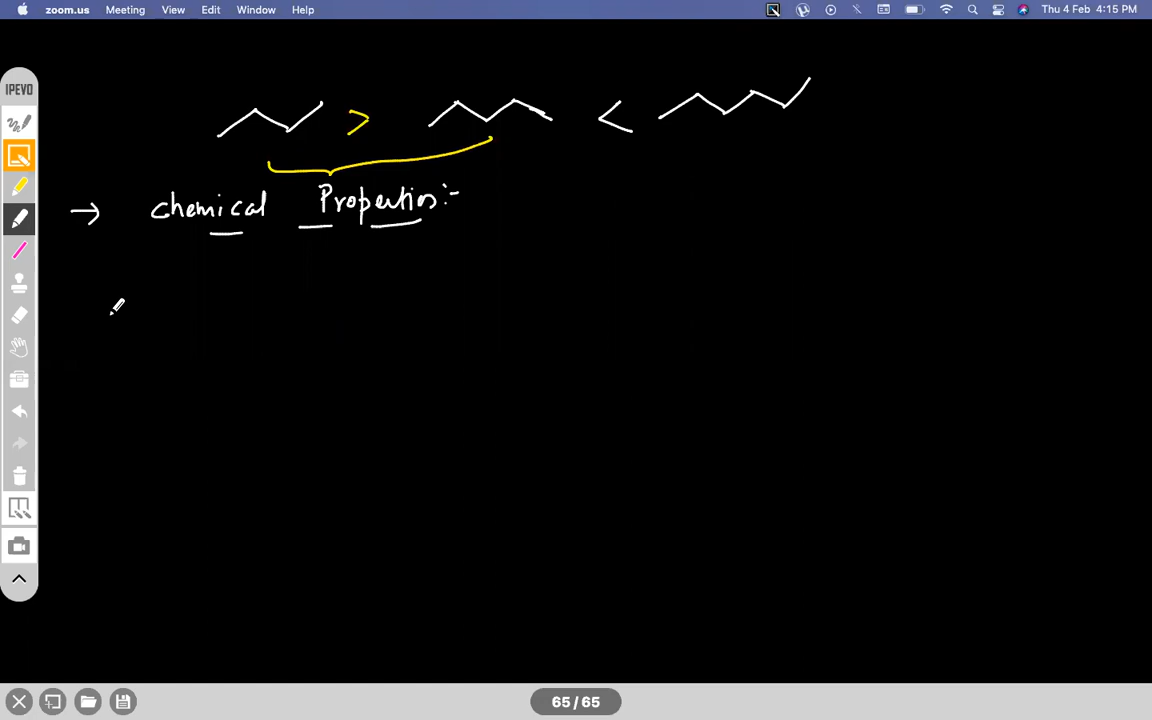 zoom.us Meeting View Edit Window Help Thu 4 Feb 4:15 PM
IPEVO
> <
→ Chemical Properties:-
65/65